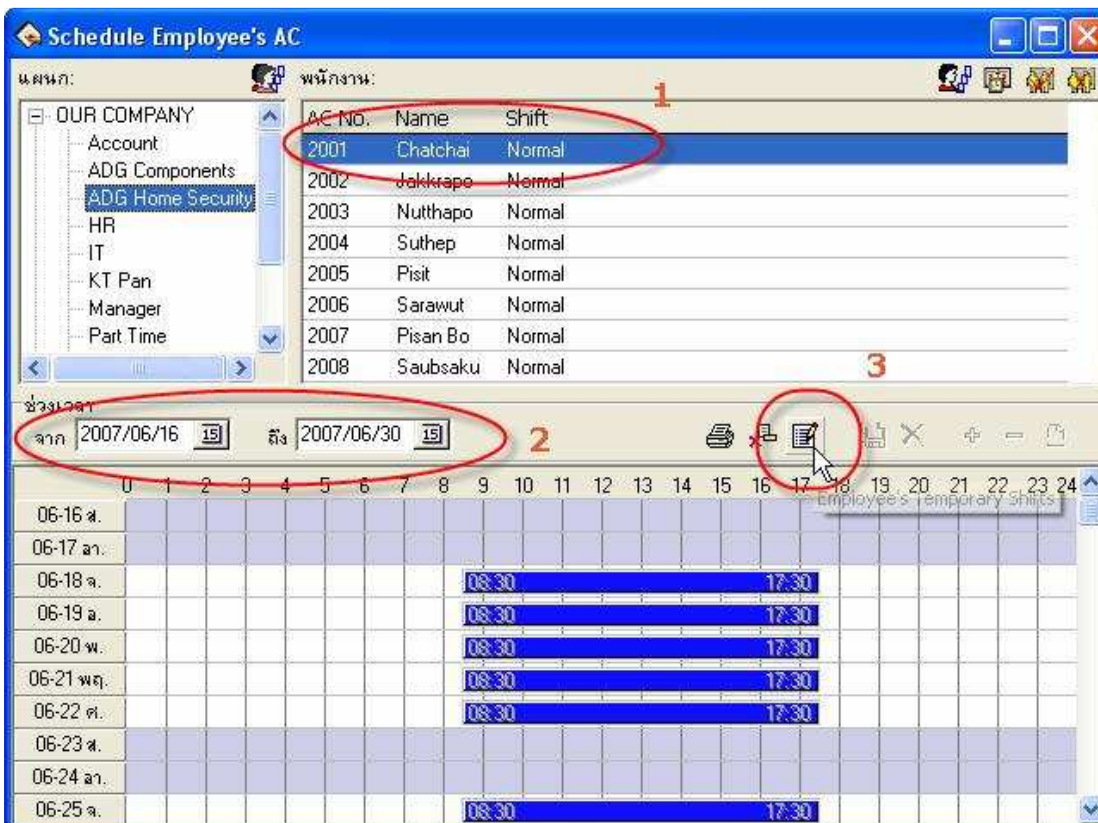 Schedule Employee's AC
แผนก:
พนักงาน:
1
OUR COMPANY
Account
ADG Components
ADG Home Security
HR
IT
KT Pan
Manager
Part Time
AC No. Name Shift
2001 Chatchai Normal
2002 Jakkrapo Normal
2003 Nutthapo Normal
2004 Suthep Normal
2005 Pisit Normal
2006 Sarawut Normal
2007 Pisan Bo Normal
2008 Saubsaku Normal
3
ช่วงเวลา
จาก 2007/06/16 15 ถึง 2007/06/30 15 2
0 1 2 3 4 5 6 7 8 9 10 11 12 13 14 15 16 17 18 19 20 21 22 23 24
Employee's Temporary Shifts
06-16 ส.
06-17 อา.
06-18 จ. 08:30 17:30
06-19 อ. 08:30 17:30
06-20 พ. 08:30 17:30
06-21 พฤ. 08:30 17:30
06-22 ศ. 08:30 17:30
06-23 ส.
06-24 อา.
06-25 จ. 08:30 17:30